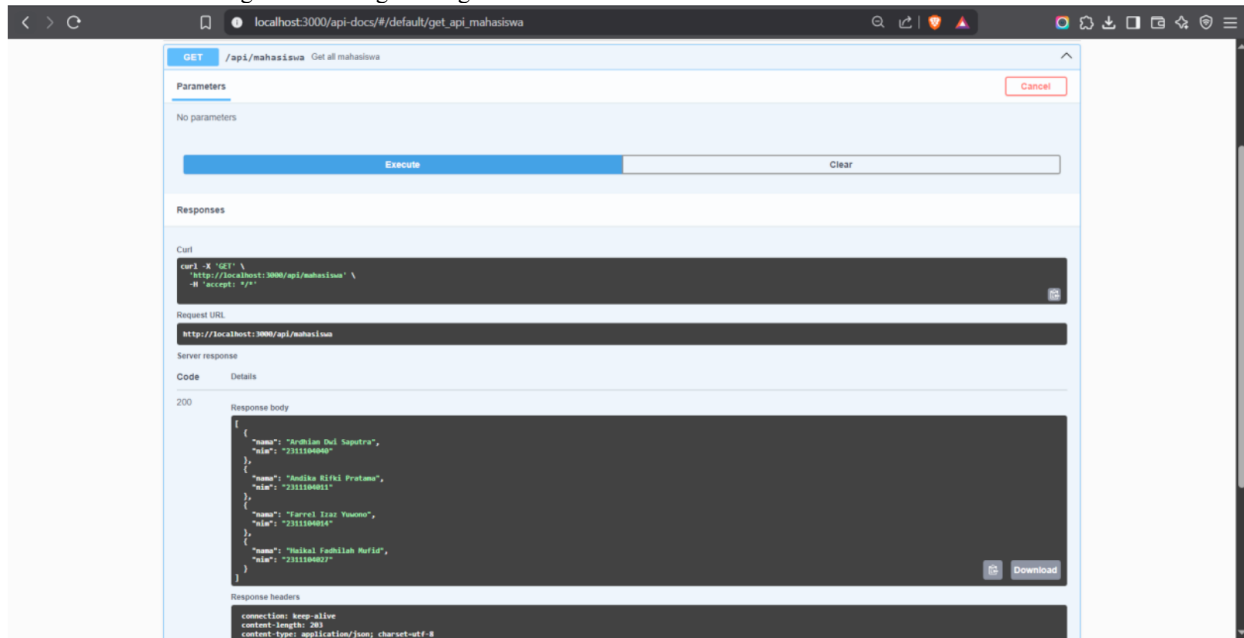 localhost:3000/api-docs/#/default/get_api_mahasiswa
GET /api/mahasiswa Get all mahasiswa
Parameters
Cancel
No parameters
Execute
Clear
Responses
Curl
curl -X 'GET' \
'http://localhost:3000/api/mahasiswa' \
-H 'accept: */*'
Request URL
http://localhost:3000/api/mahasiswa
Server response
Code Details
200
Response body
[
{
"nama": "Ardhian Dwi Saputra",
"nim": "2311104040"
},
{
"nama": "Andika Rifki Pratama",
"nim": "2311104011"
},
{
"nama": "Farrel Izaz Yuwono",
"nim": "2311104014"
},
{
"nama": "Haikal Fadhilah Mufid",
"nim": "2311104027"
}
]
Download
Response headers
connection: keep-alive
content-length: 203
content-type: application/json; charset=utf-8